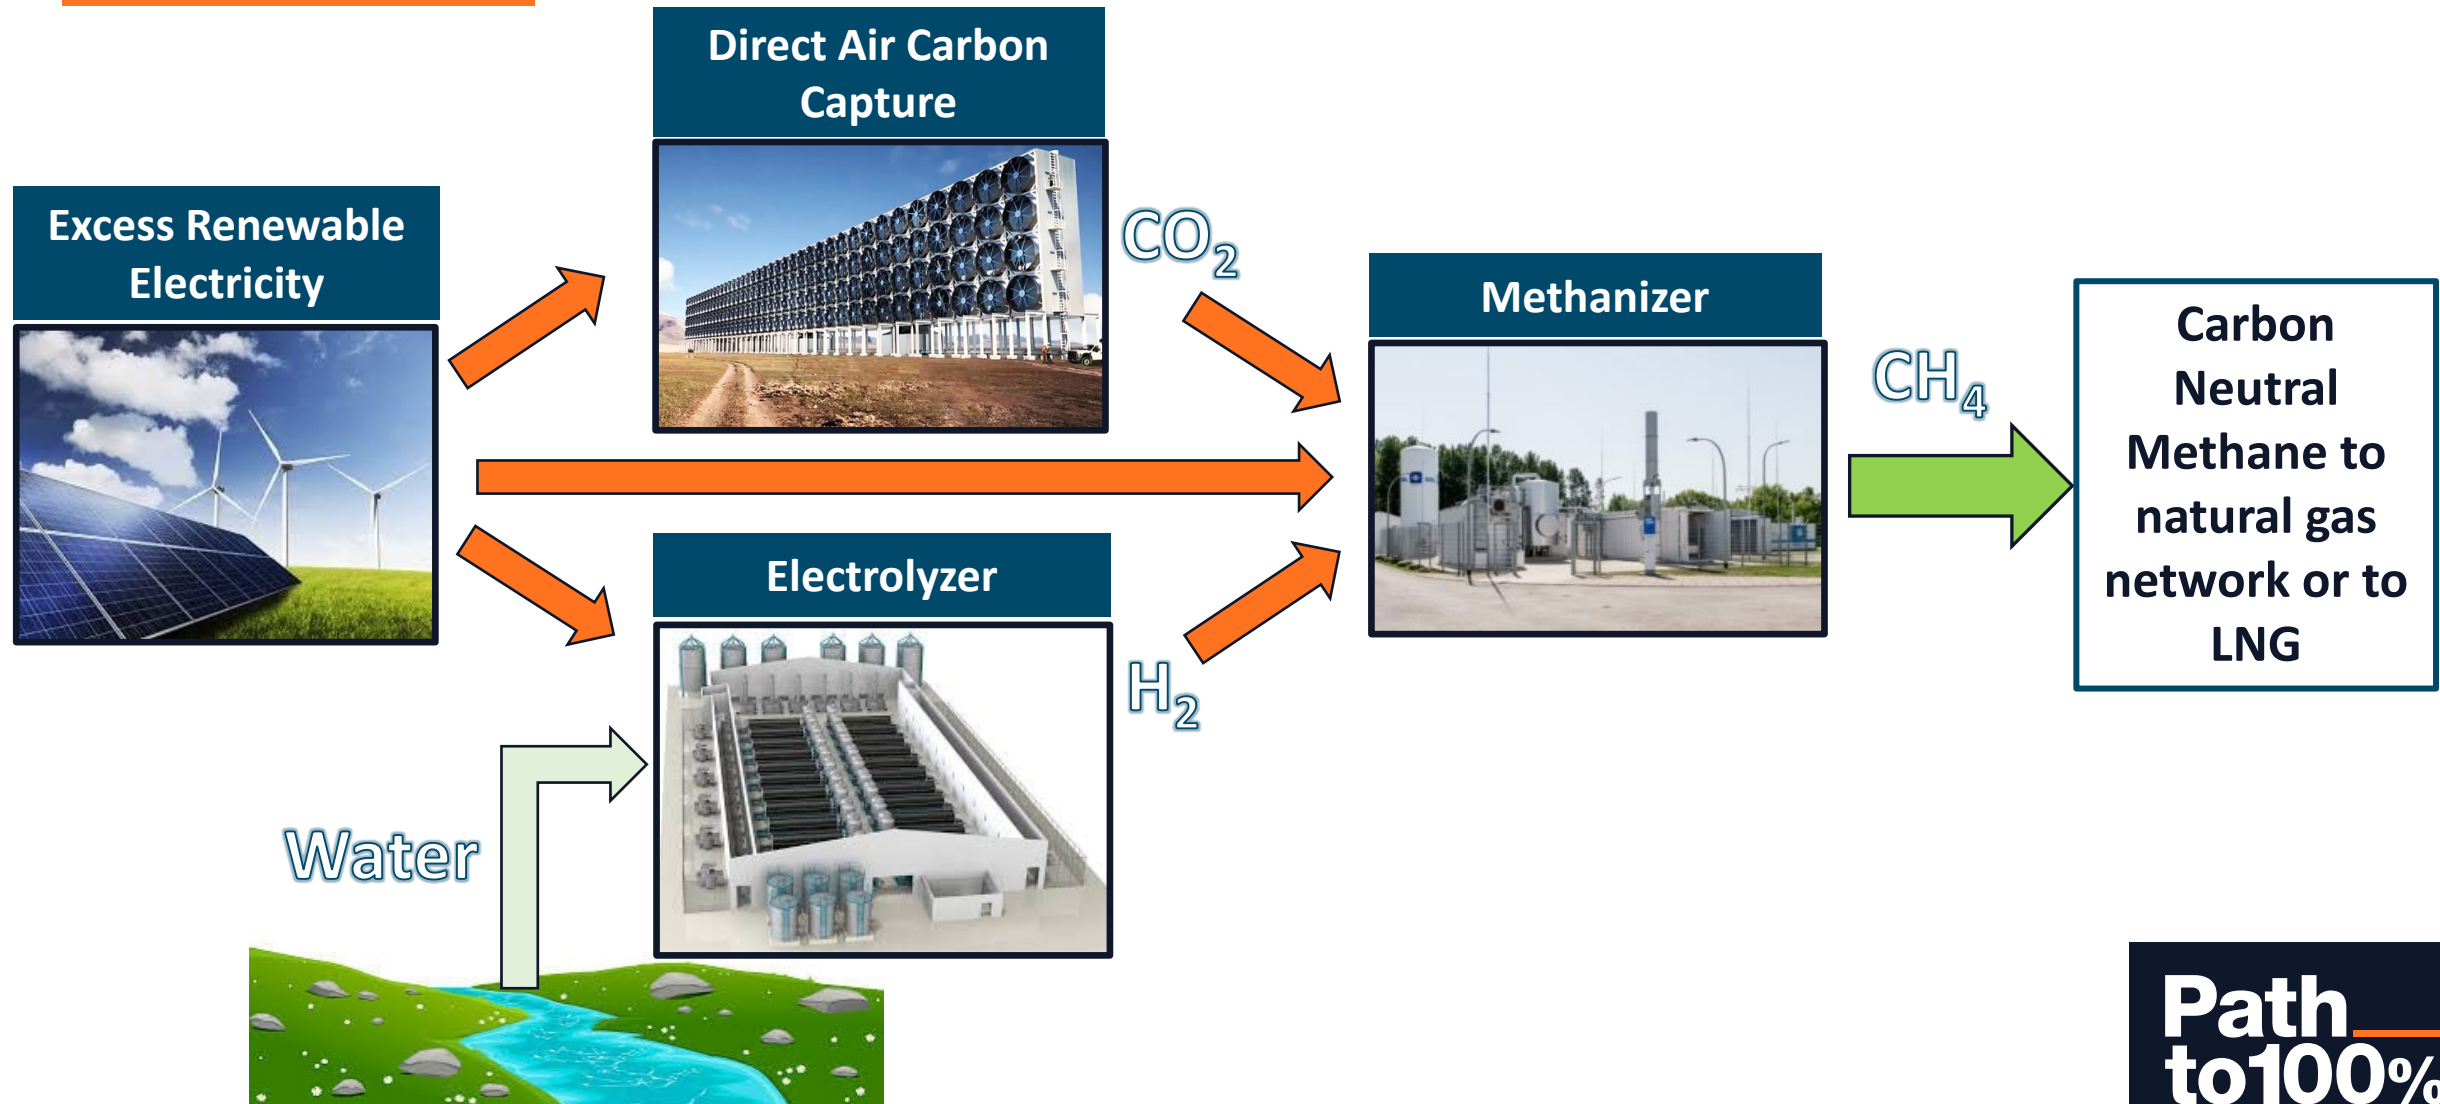 Direct Air Carbon
Capture
Excess Renewable
Electricity
CO₂
Methanizer
CH₄
Carbon
Neutral
Methane to
natural gas
network or to
LNG
Electrolyzer
H₂
Water
Path
to100%